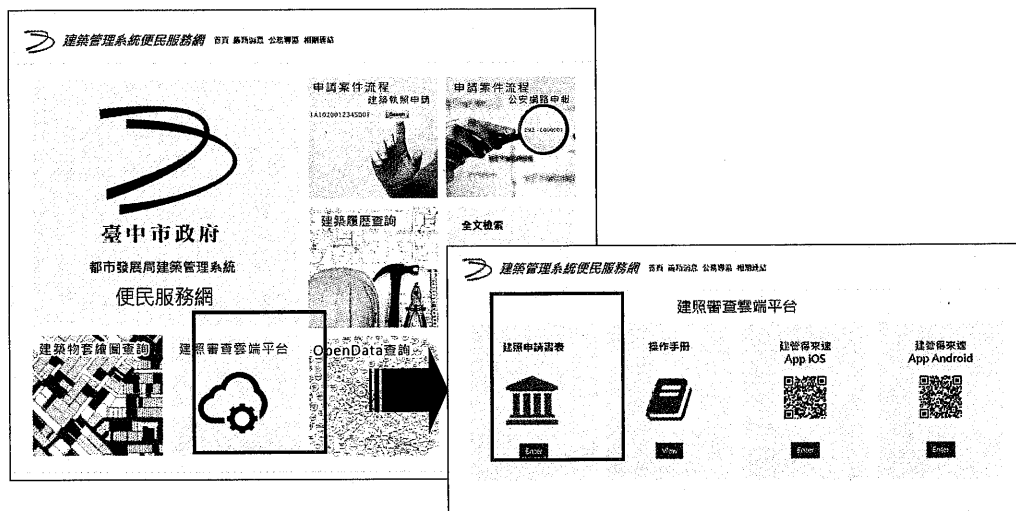 建築管理系統便民服務網 首頁 最新消息 公務專區 相關連結
申請案件流程
建築執照申請
申請案件流程
公安網路申報
臺中市政府
都市發展局建築管理系統
便民服務網
建築履歷查詢
全文檢索
建築物套繪圖查詢
建照審查雲端平台
OpenData查詢
建築管理系統便民服務網 首頁 最新消息 公務專區 相關連結
建照審查雲端平台
建照申請書表
Enter
操作手冊
View
建管得來速
App iOS
Enter
建管得來速
App Android
Enter